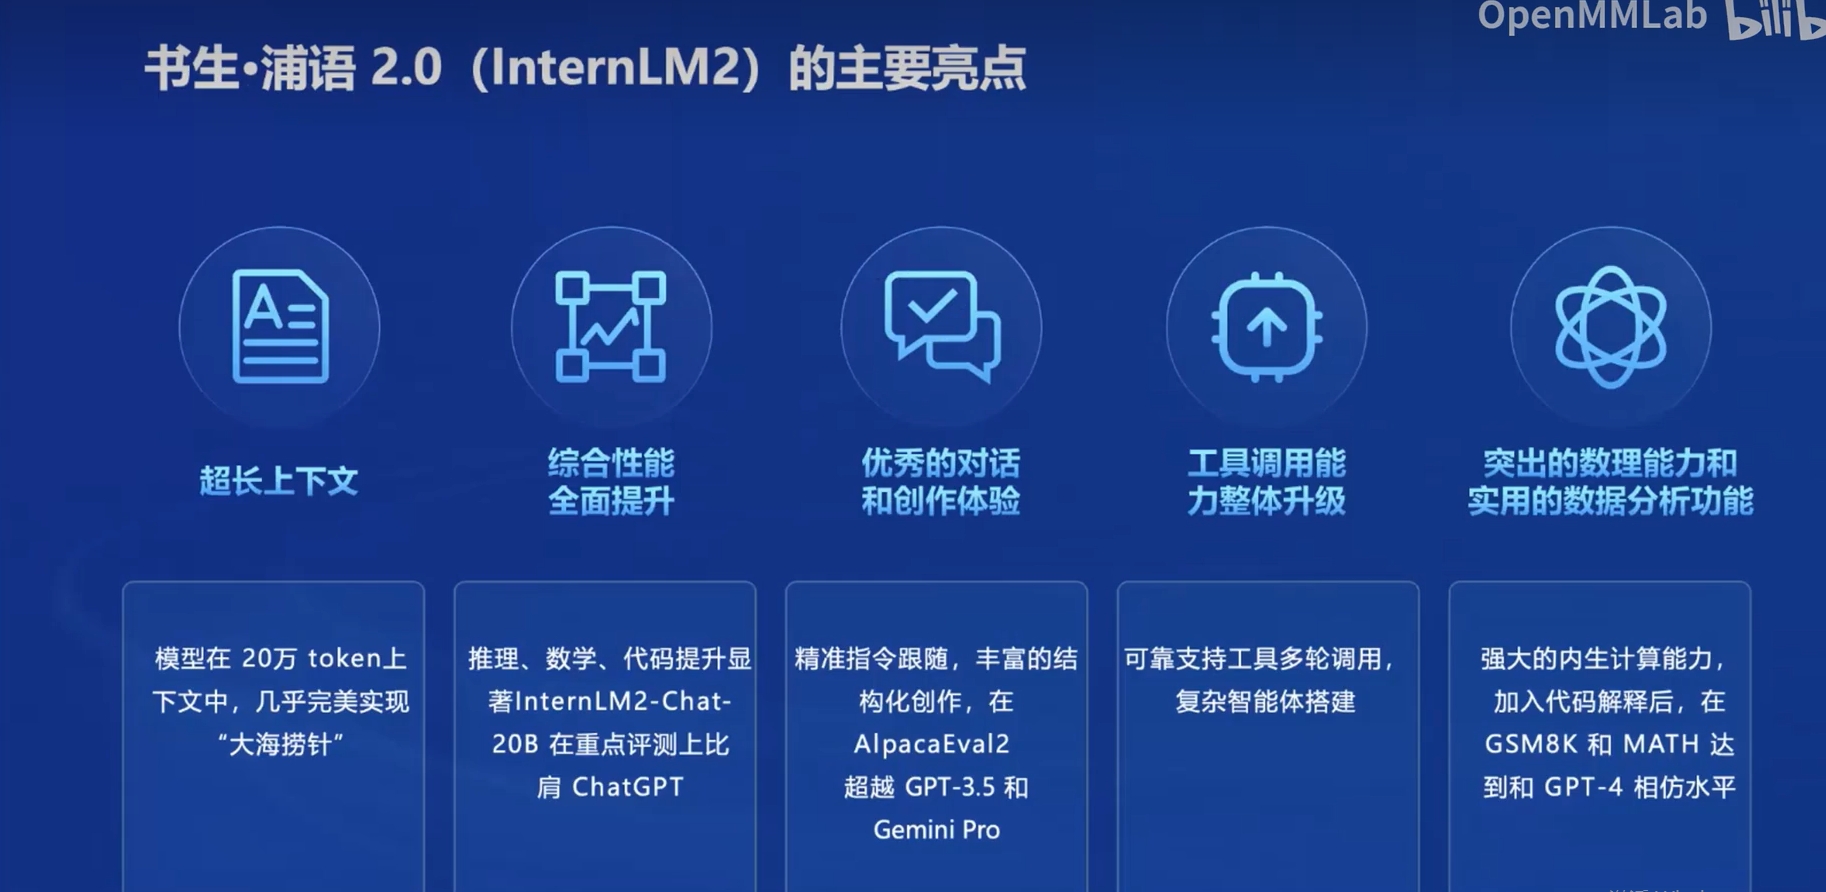 OpenMMLab bilib
书生·浦语 2.0（InternLM2）的主要亮点
超长上下文
模型在 20万 token上
下文中，几乎完美实现
“大海捞针”
综合性能
全面提升
推理、数学、代码提升显
著InternLM2-Chat-
20B 在重点评测上比
肩 ChatGPT
优秀的对话
和创作体验
精准指令跟随，丰富的结
构化创作，在
AlpacaEval2
超越 GPT-3.5 和
Gemini Pro
工具调用能
力整体升级
可靠支持工具多轮调用，
复杂智能体搭建
突出的数理能力和
实用的数据分析功能
强大的内生计算能力，
加入代码解释后，在
GSM8K 和 MATH 达
到和 GPT-4 相仿水平